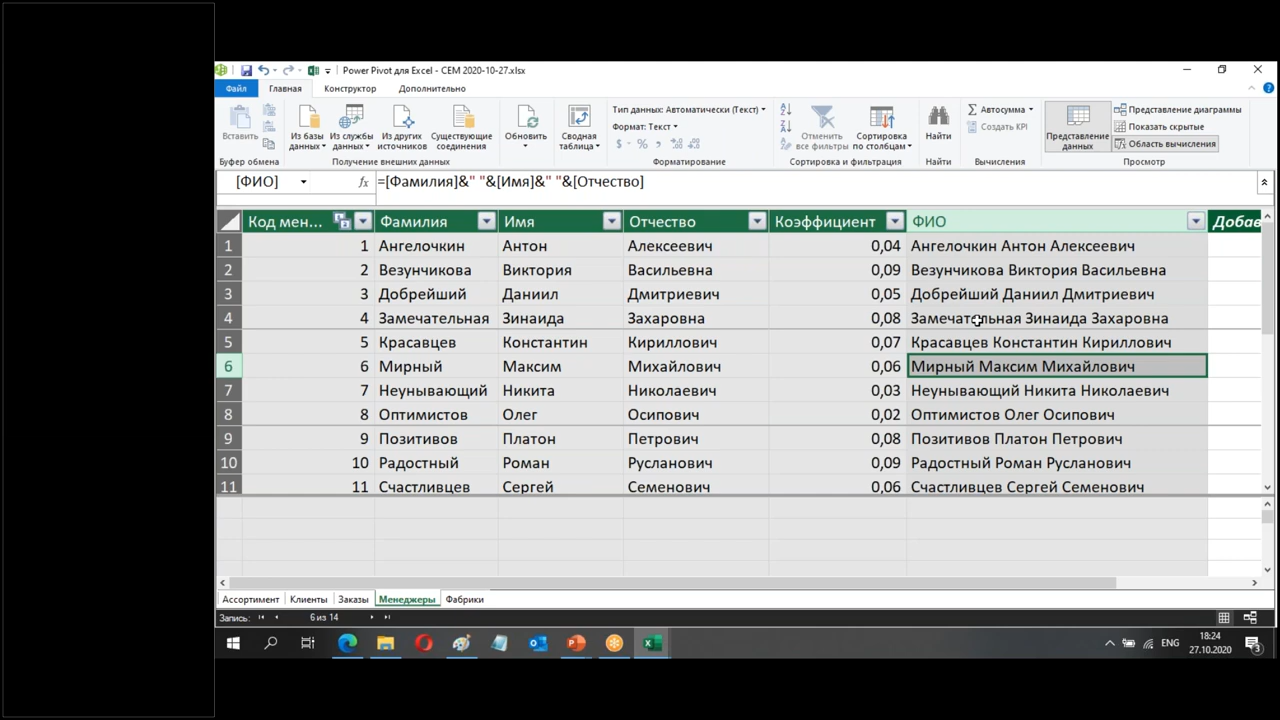 Power Pivot для Excel - CEM 2020-10-27.xlsx
Файл Главная Конструктор Дополнительно
Вставить
Буфер обмена
Из базы данных
Из службы данных
Из других источников
Существующие соединения
Получение внешних данных
Обновить
Сводная таблица
Тип данных: Автоматически (Текст)
Формат: Текст
$ % ,
Форматирование
Отменить все фильтры
Сортировка по столбцам
Сортировка и фильтрация
Найти
Найти
Автосумма
Создать KPI
Вычисления
Представление данных
Представление диаграммы
Показать скрытые
Область вычисления
Просмотр
[ФИО] fx =[Фамилия]&" "&[Имя]&" "&[Отчество]
Код мен... Фамилия Имя Отчество Коэффициент ФИО Добав
1 1 Ангелочкин Антон Алексеевич 0,04 Ангелочкин Антон Алексеевич
2 2 Везунчикова Виктория Васильевна 0,09 Везунчикова Виктория Васильевна
3 3 Добрейший Даниил Дмитриевич 0,05 Добрейший Даниил Дмитриевич
4 4 Замечательная Зинаида Захаровна 0,08 Замечательная Зинаида Захаровна
5 5 Красавцев Константин Кириллович 0,07 Красавцев Константин Кириллович
6 6 Мирный Максим Михайлович 0,06 Мирный Максим Михайлович
7 7 Неунывающий Никита Николаевич 0,03 Неунывающий Никита Николаевич
8 8 Оптимистов Олег Осипович 0,02 Оптимистов Олег Осипович
9 9 Позитивов Платон Петрович 0,08 Позитивов Платон Петрович
10 10 Радостный Роман Русланович 0,09 Радостный Роман Русланович
11 11 Счастливцев Сергей Семенович 0,06 Счастливцев Сергей Семенович
Ассортимент Клиенты Заказы Менеджеры Фабрики
Запись: 6 из 14
ENG
18:24
27.10.2020
3